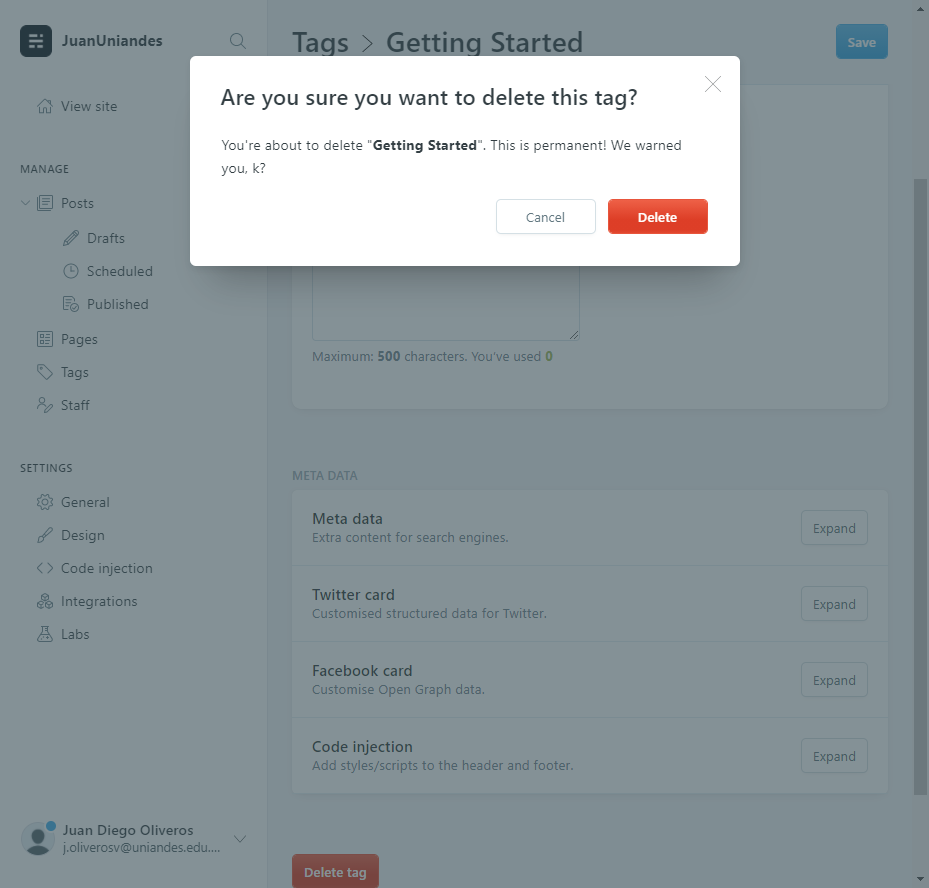 JuanUniandes
View site
MANAGE
Posts
Drafts
Scheduled
Published
Pages
Tags
Staff
SETTINGS
General
Design
Code injection
Integrations
Labs
Juan Diego Oliveros
j.oliverosv@uniandes.edu....
Tags > Getting Started
Save
Are you sure you want to delete this tag?
You're about to delete "Getting Started". This is permanent! We warned
you, k?
Cancel
Delete
Maximum: 500 characters. You've used 0
META DATA
Meta data
Extra content for search engines.
Expand
Twitter card
Customised structured data for Twitter.
Expand
Facebook card
Customise Open Graph data.
Expand
Code injection
Add styles/scripts to the header and footer.
Expand
Delete tag